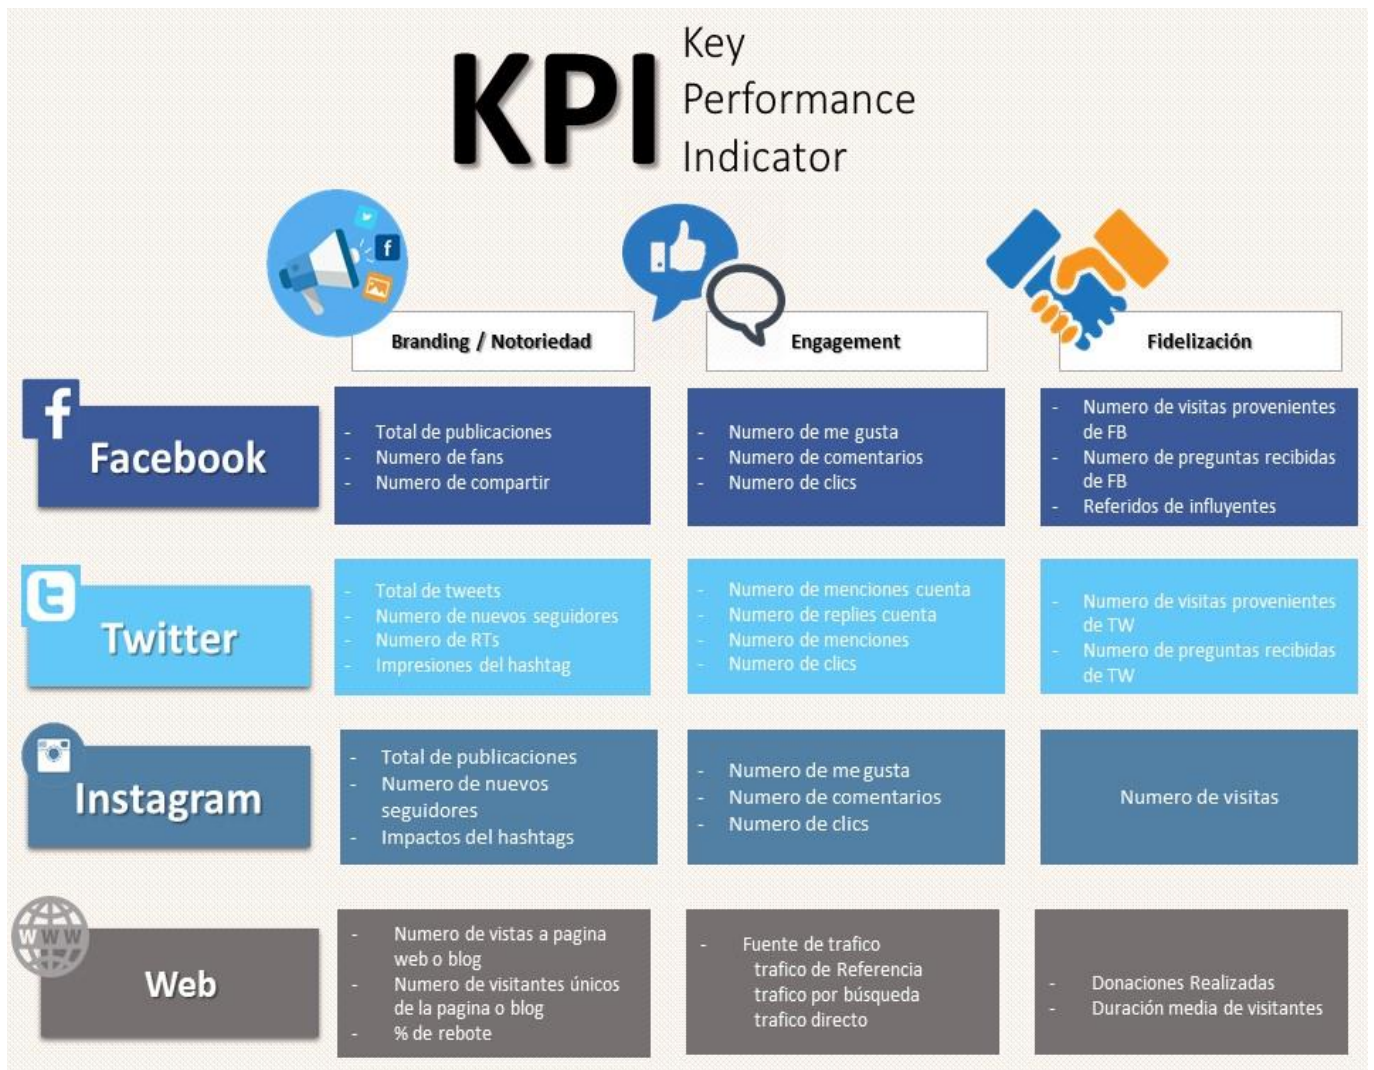 KPI
Key
Performance
Indicator
f
Branding / Notoriedad
Engagement
Fidelización
f
Facebook
- Total de publicaciones
- Numero de fans
- Numero de compartir
- Numero de me gusta
- Numero de comentarios
- Numero de clics
- Numero de visitas provenientes
de FB
- Numero de preguntas recibidas
de FB
- Referidos de influyentes
t
Twitter
- Total de tweets
- Numero de nuevos seguidores
- Numero de RTs
- Impresiones del hashtag
- Numero de menciones cuenta
- Numero de replies cuenta
- Numero de menciones
- Numero de clics
- Numero de visitas provenientes
de TW
- Numero de preguntas recibidas
de TW
Instagram
- Total de publicaciones
- Numero de nuevos
seguidores
- Impactos del hashtags
- Numero de me gusta
- Numero de comentarios
- Numero de clics
Numero de visitas
WWW
Web
- Numero de vistas a pagina
web o blog
- Numero de visitantes únicos
de la pagina o blog
- % de rebote
- Fuente de trafico
trafico de Referencia
trafico por búsqueda
trafico directo
- Donaciones Realizadas
- Duración media de visitantes